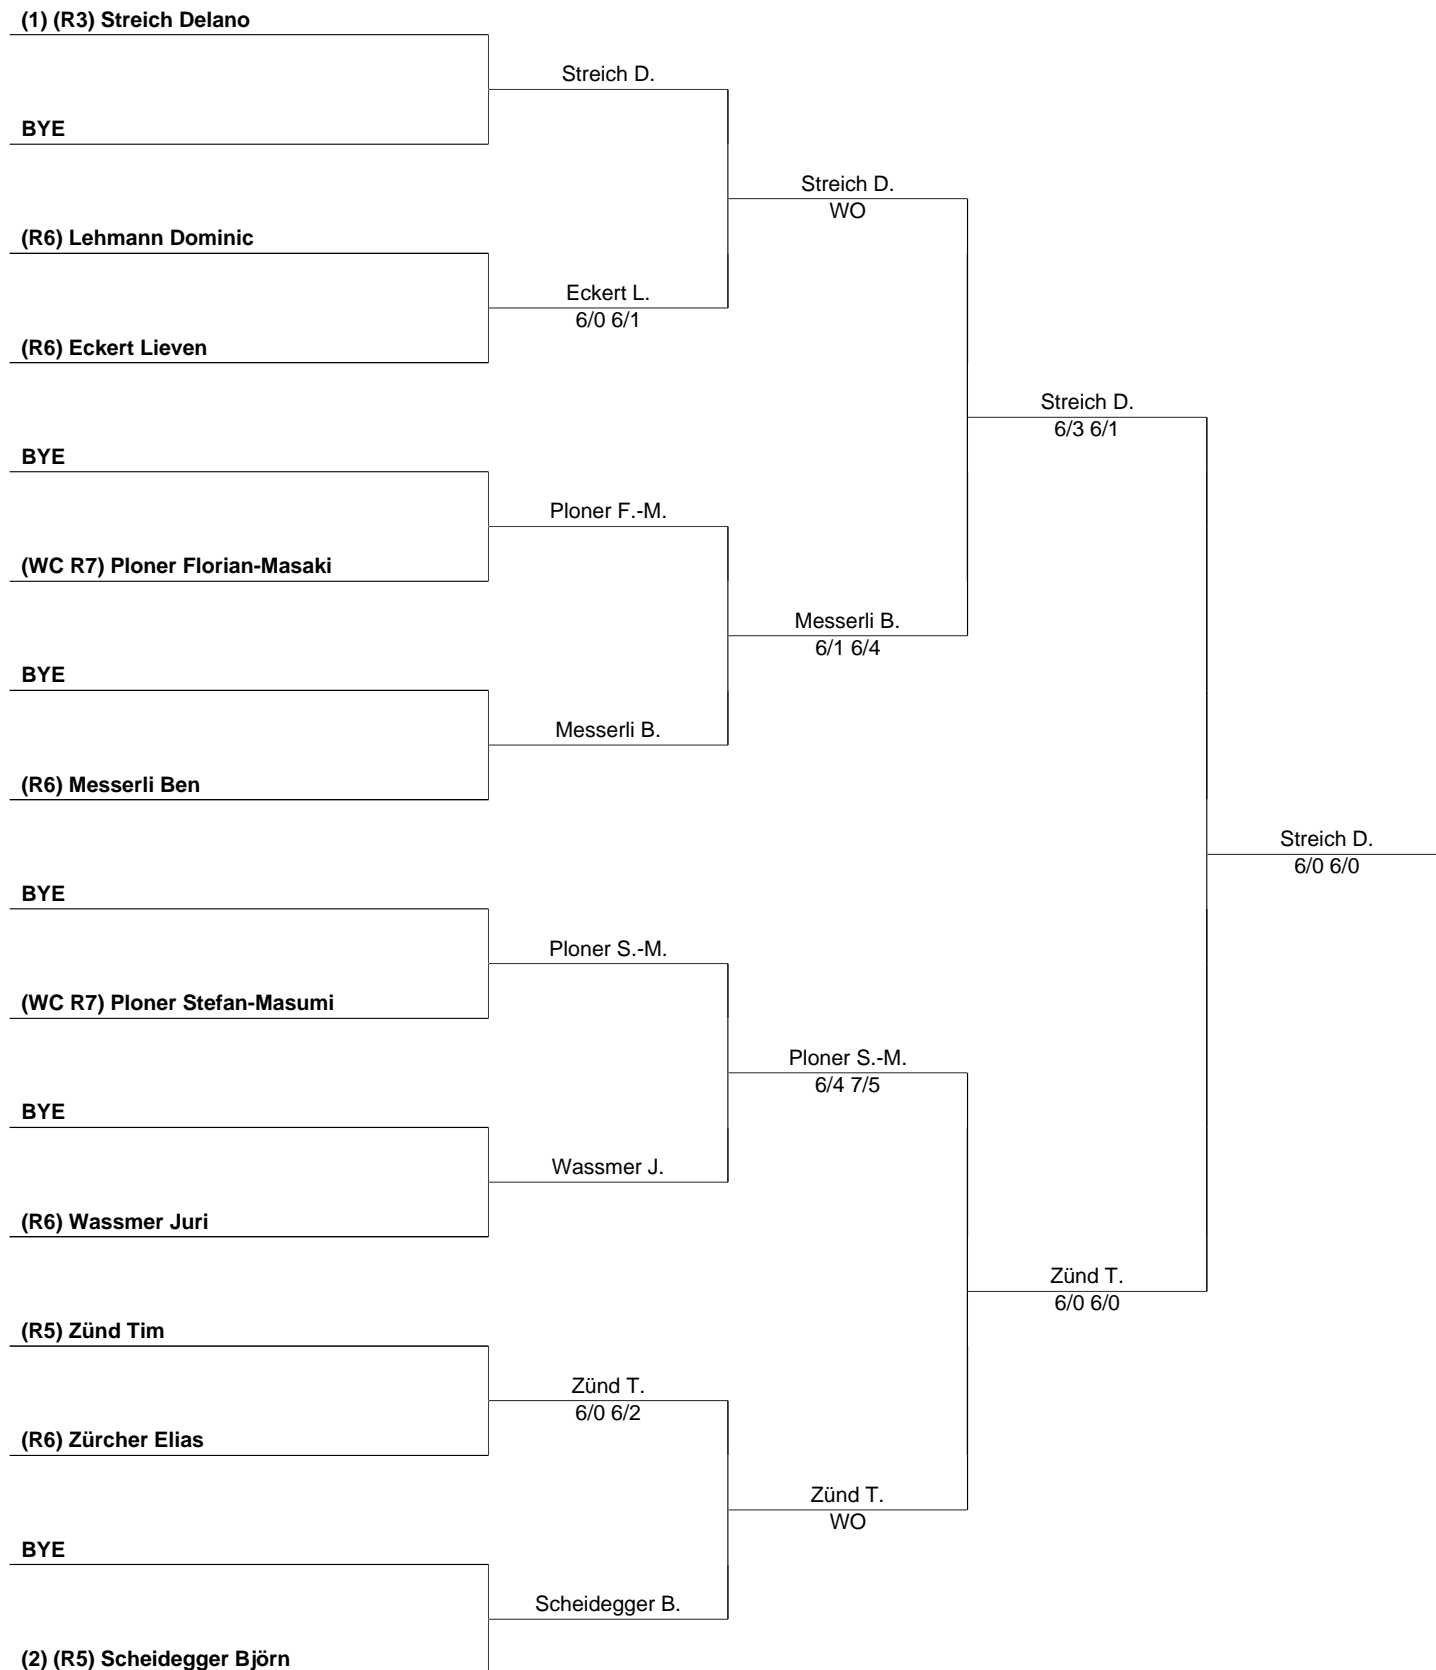 (1) (R3) Streich Delano
Streich D.
BYE
Streich D.
WO
(R6) Lehmann Dominic
Eckert L.
6/0 6/1
(R6) Eckert Lieven
Streich D.
6/3 6/1
BYE
Ploner F.-M.
(WC R7) Ploner Florian-Masaki
Messerli B.
6/1 6/4
BYE
Messerli B.
(R6) Messerli Ben
Streich D.
6/0 6/0
BYE
Ploner S.-M.
(WC R7) Ploner Stefan-Masumi
Ploner S.-M.
6/4 7/5
BYE
Wassmer J.
(R6) Wassmer Juri
Zünd T.
6/0 6/0
(R5) Zünd Tim
Zünd T.
6/0 6/2
(R6) Zürcher Elias
Zünd T.
WO
BYE
Scheidegger B.
(2) (R5) Scheidegger Björn